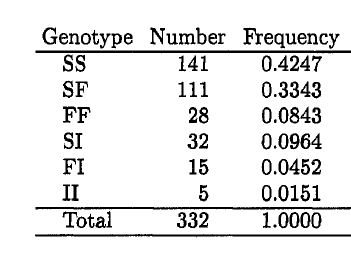 Genotype Number Frequency
SS 141 0.4247
SF 111 0.3343
FF 28 0.0843
SI 32 0.0964
FI 15 0.0452
II 5 0.0151
Total 332 1.0000